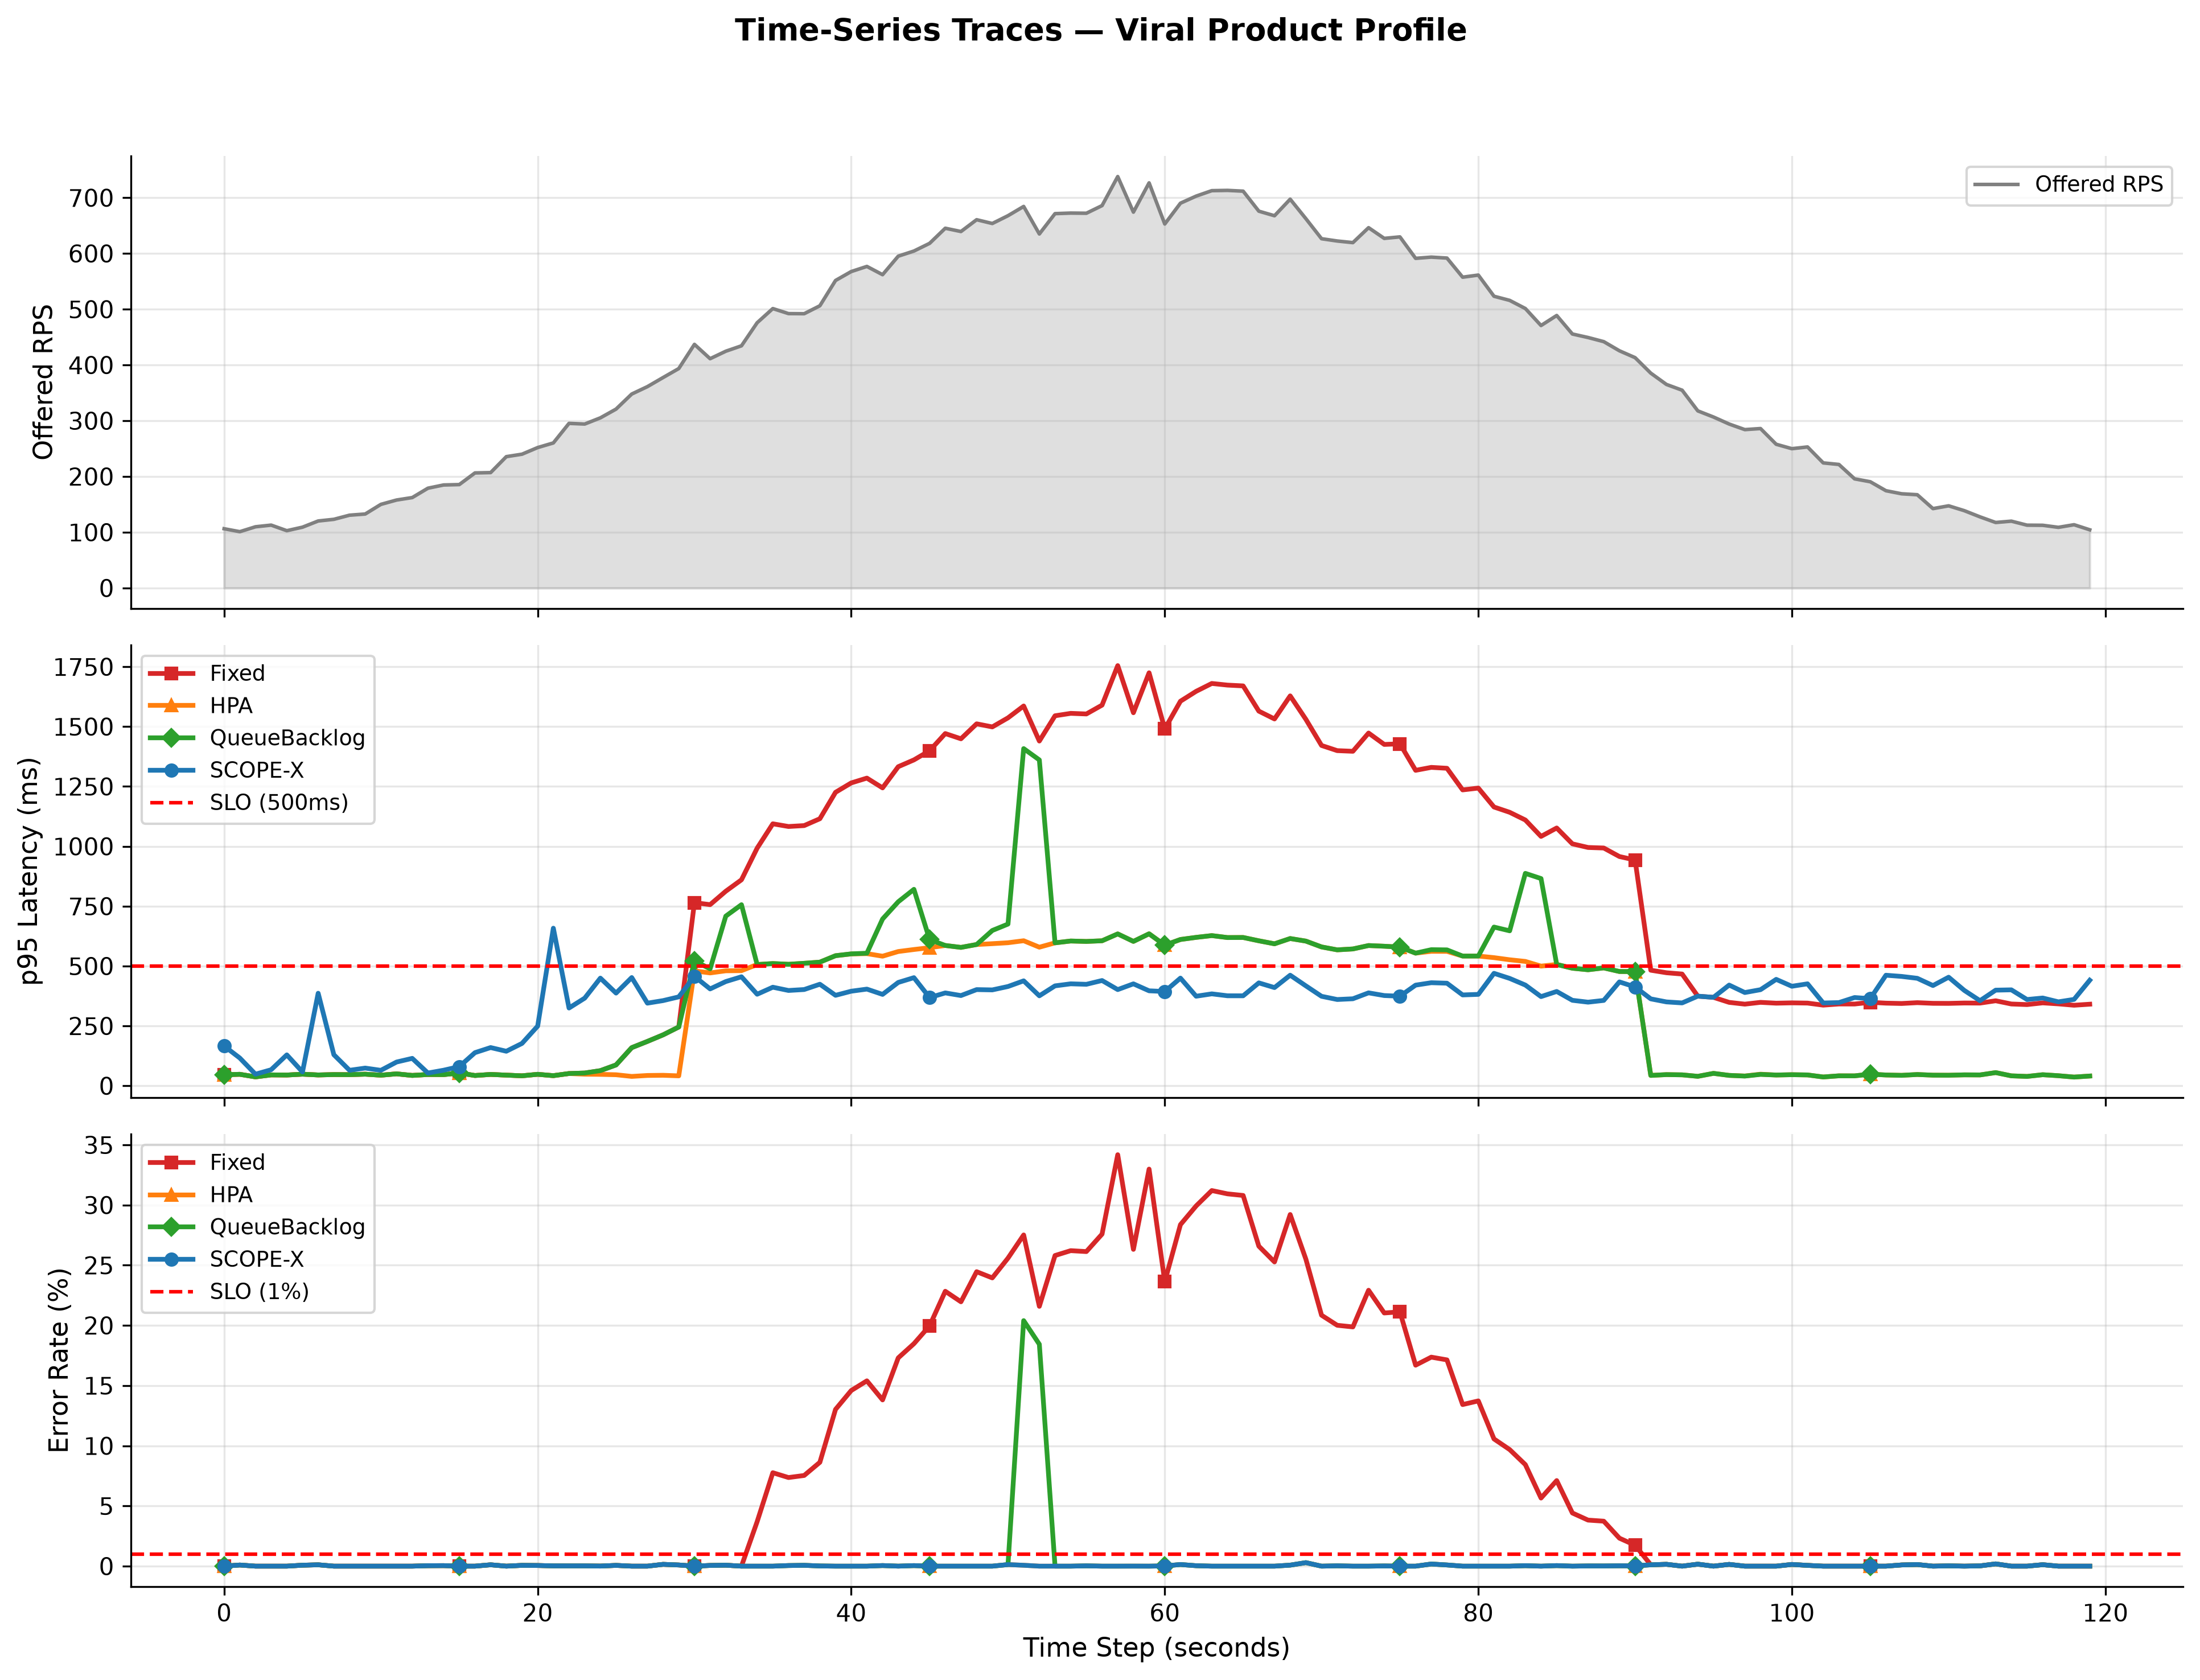 Time-Series Traces — Viral Product Profile
Offered RPS
700
600
500
400
300
200
100
0
Offered RPS
1750
1500
1250
1000
750
500
250
0
p95 Latency (ms)
Fixed
HPA
QueueBacklog
SCOPE-X
SLO (500ms)
35
30
25
20
15
10
5
0
Error Rate (%)
Fixed
HPA
QueueBacklog
SCOPE-X
SLO (1%)
0 20 40 60 80 100 120
Time Step (seconds)